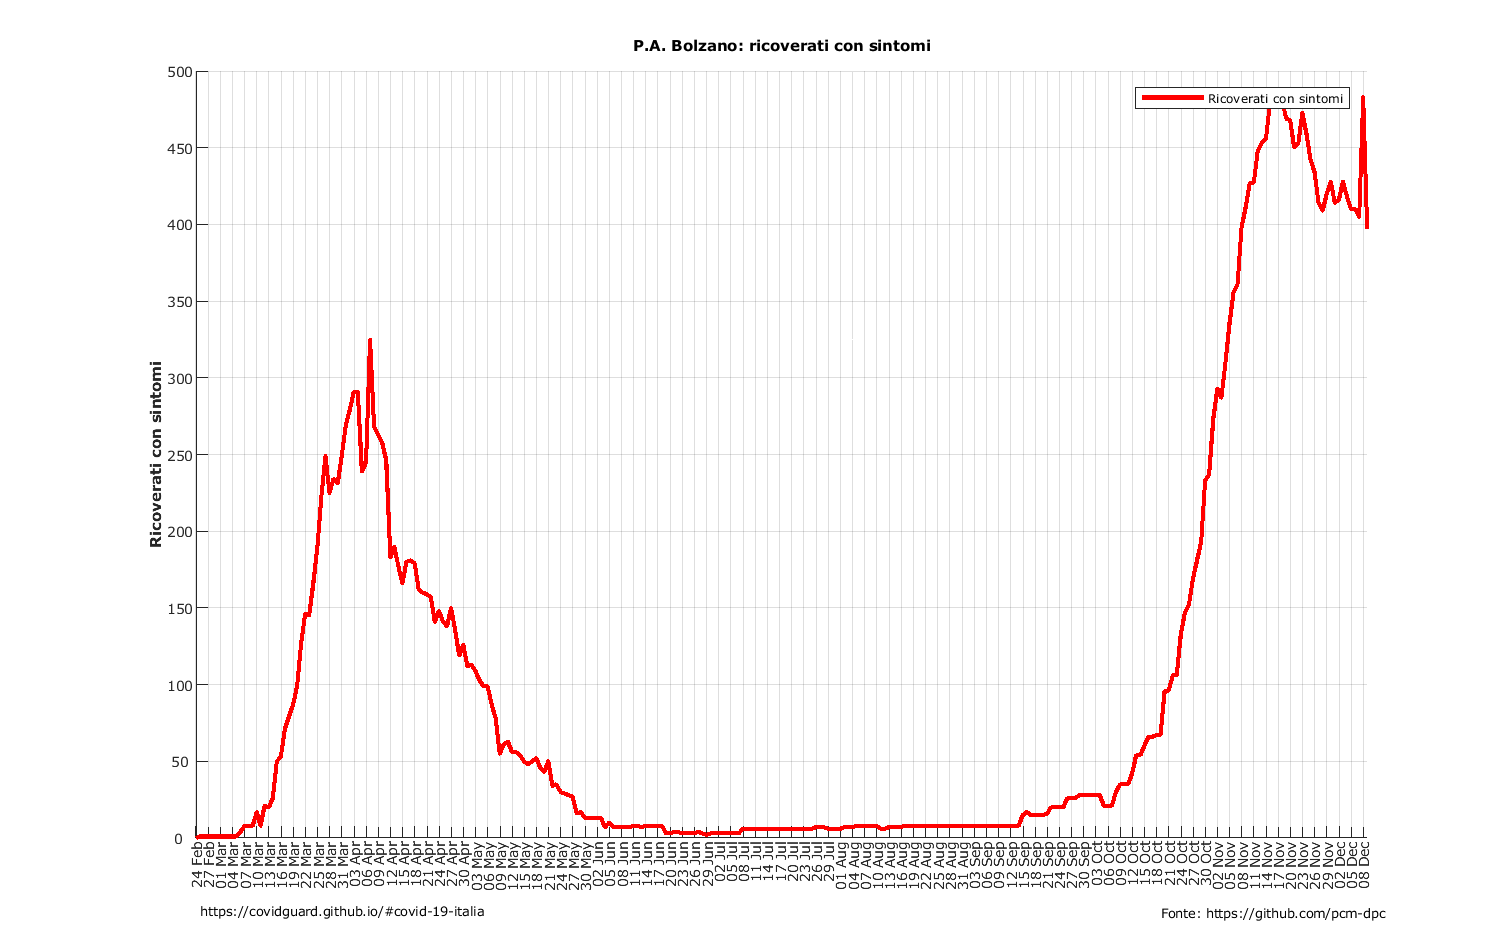 P.A. Bolzano: ricoverati con sintomi
Ricoverati con sintomi
500
450
400
350
300
250
200
150
100
50
0
Ricoverati con sintomi
24 Feb
27 Feb
01 Mar
04 Mar
07 Mar
10 Mar
13 Mar
16 Mar
19 Mar
22 Mar
25 Mar
28 Mar
31 Mar
03 Apr
06 Apr
09 Apr
12 Apr
15 Apr
18 Apr
21 Apr
24 Apr
27 Apr
30 Apr
03 May
06 May
09 May
12 May
15 May
18 May
21 May
24 May
27 May
30 May
02 Jun
05 Jun
08 Jun
11 Jun
14 Jun
17 Jun
20 Jun
23 Jun
26 Jun
29 Jun
02 Jul
05 Jul
08 Jul
11 Jul
14 Jul
17 Jul
20 Jul
23 Jul
26 Jul
29 Jul
01 Aug
04 Aug
07 Aug
10 Aug
13 Aug
16 Aug
19 Aug
22 Aug
25 Aug
28 Aug
31 Aug
03 Sep
06 Sep
09 Sep
12 Sep
15 Sep
18 Sep
21 Sep
24 Sep
27 Sep
30 Sep
03 Oct
06 Oct
09 Oct
12 Oct
15 Oct
18 Oct
21 Oct
24 Oct
27 Oct
30 Oct
02 Nov
05 Nov
08 Nov
11 Nov
14 Nov
17 Nov
20 Nov
23 Nov
26 Nov
29 Nov
02 Dec
05 Dec
08 Dec
https://covidguard.github.io/#covid-19-italia
Fonte: https://github.com/pcm-dpc